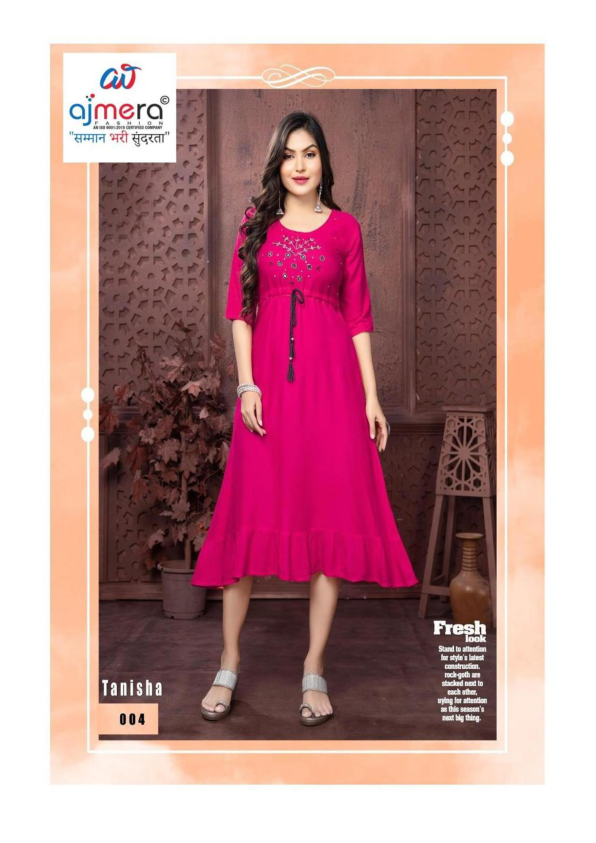 ajmera©
FASHION
AN ISO 9001:2015 CERTIFIED COMPANY
"सम्मान भरी सुंदरता"
Fresh
look
Stand to attention
for style's latest
construction.
rock-goth are
stacked next to
each other,
vying for attention
as this season's
next big thing.
Tanisha
004